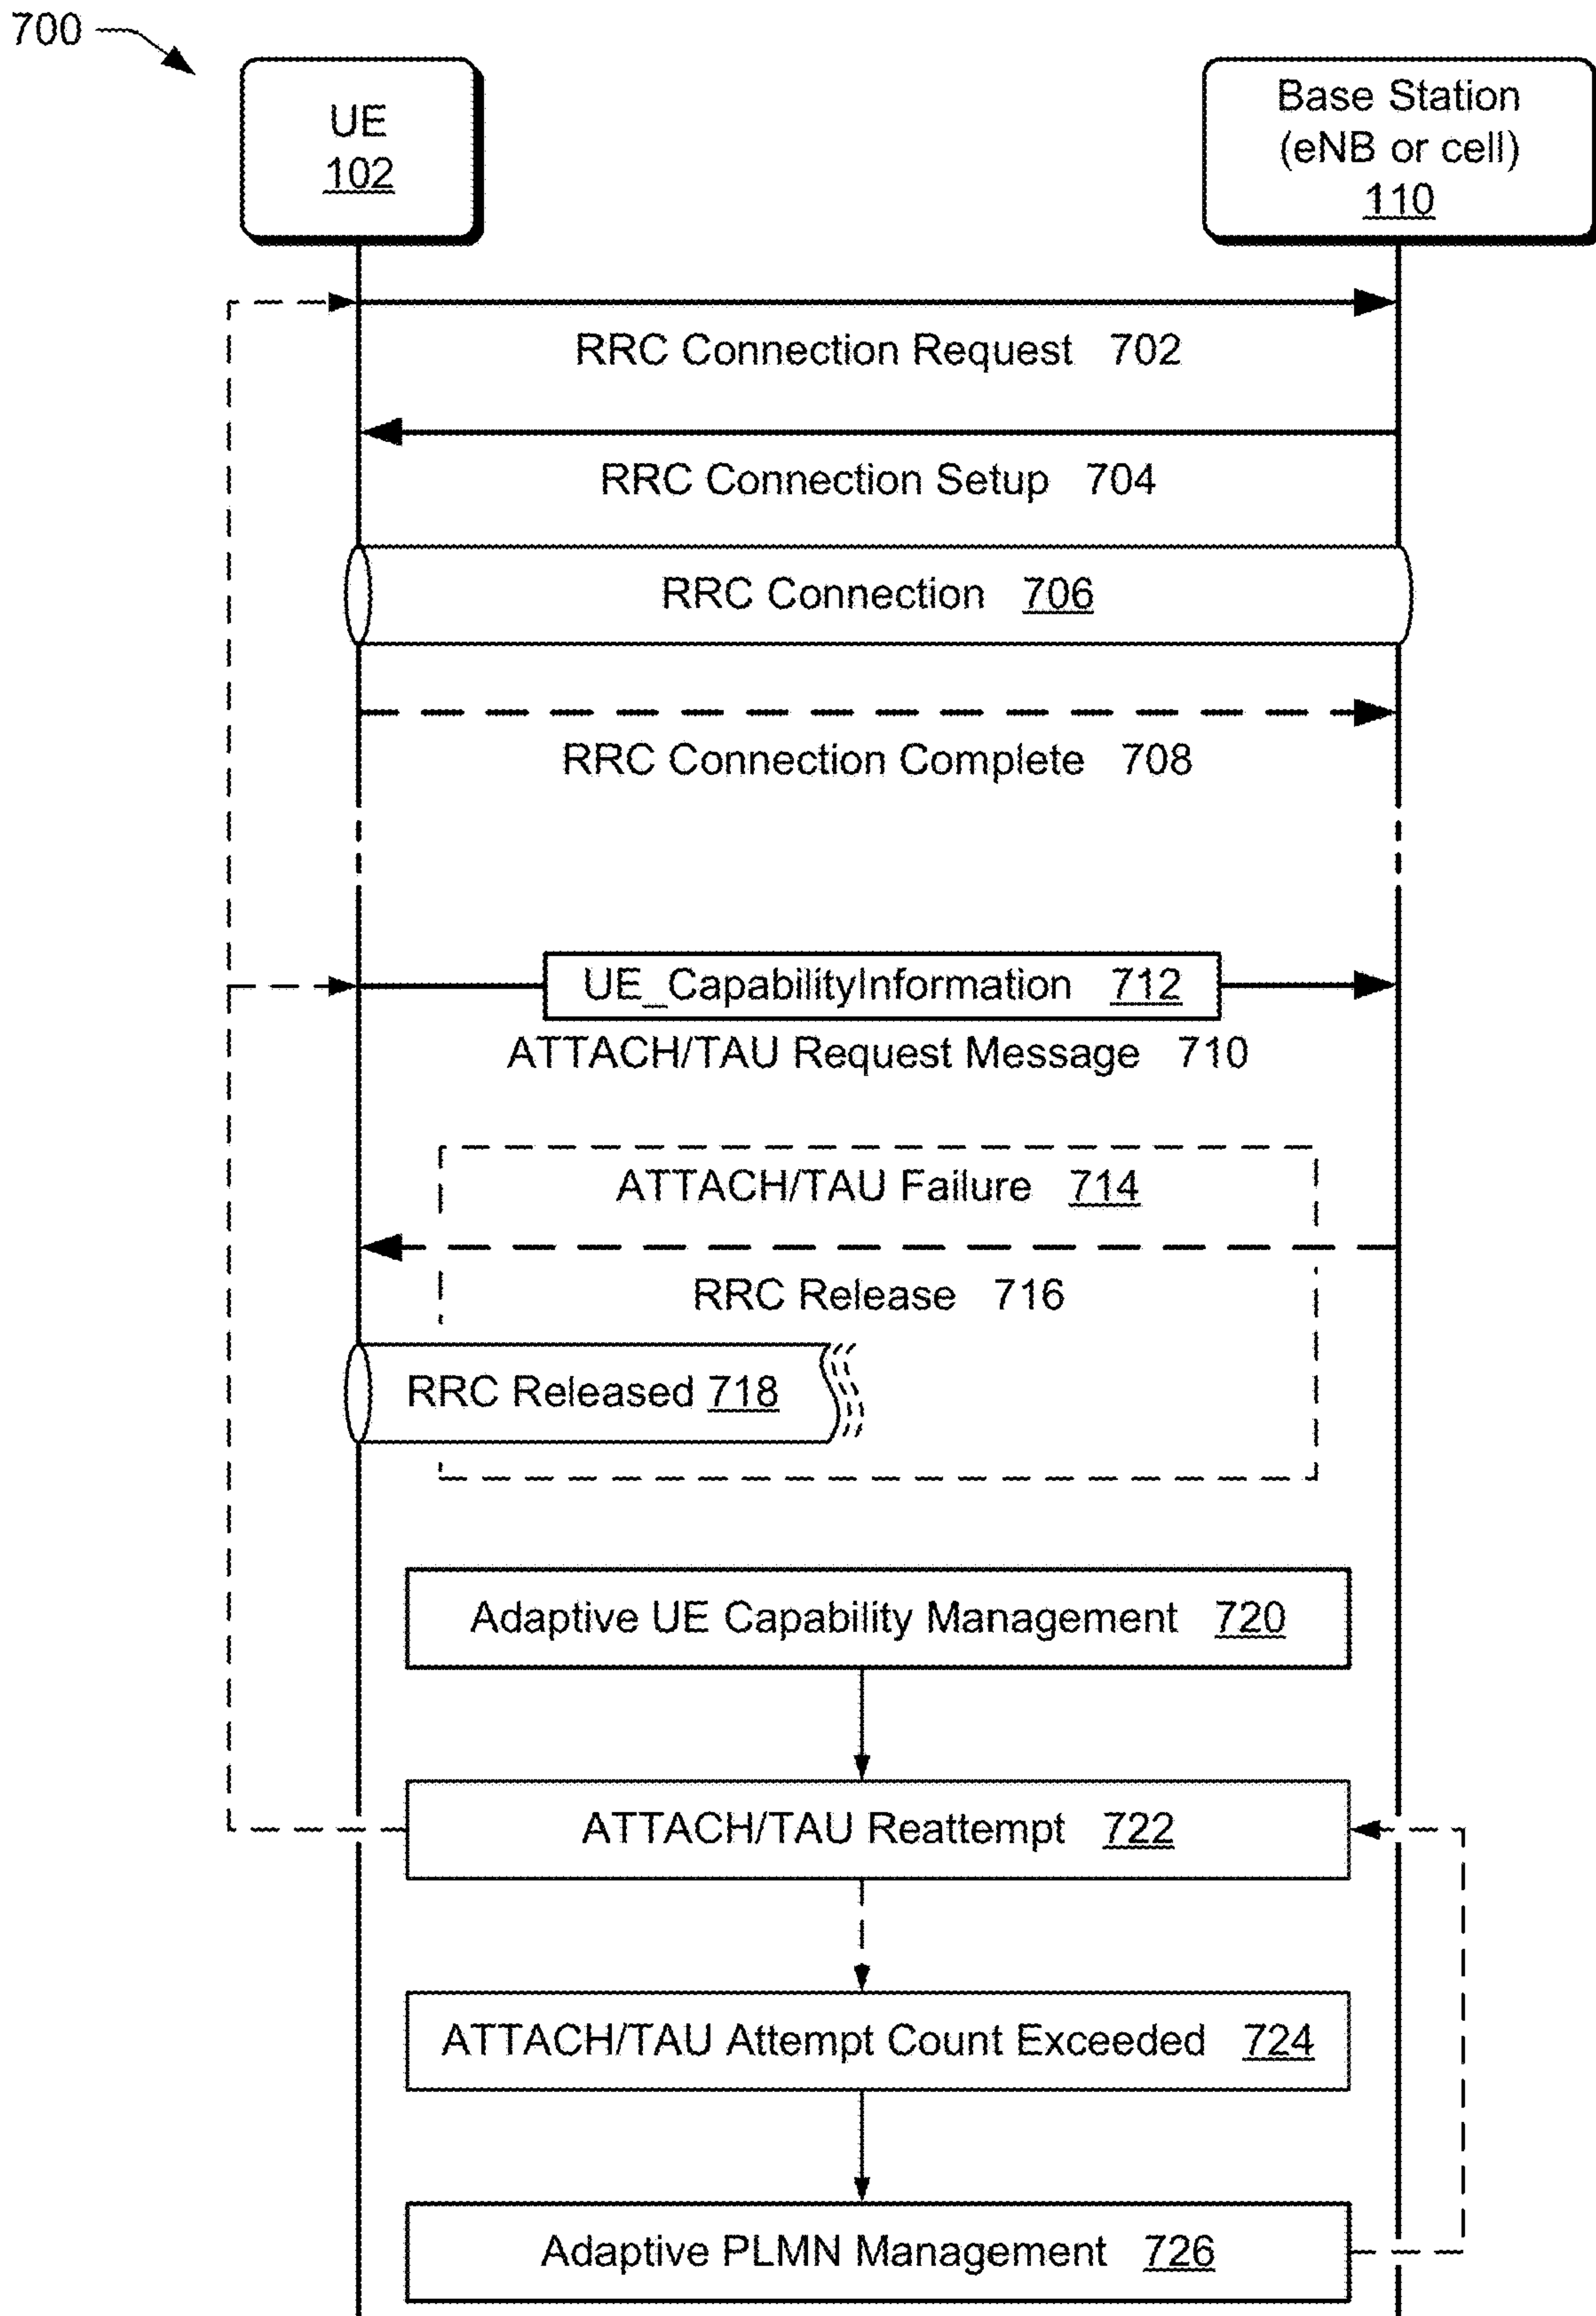 700
UE
102
Base Station
(eNB or cell)
110
RRC Connection Request 702
RRC Connection Setup 704
RRC Connection 706
RRC Connection Complete 708
UE_CapabilityInformation 712
ATTACH/TAU Request Message 710
ATTACH/TAU Failure 714
RRC Release 716
RRC Released 718
Adaptive UE Capability Management 720
ATTACH/TAU Reattempt 722
ATTACH/TAU Attempt Count Exceeded 724
Adaptive PLMN Management 726